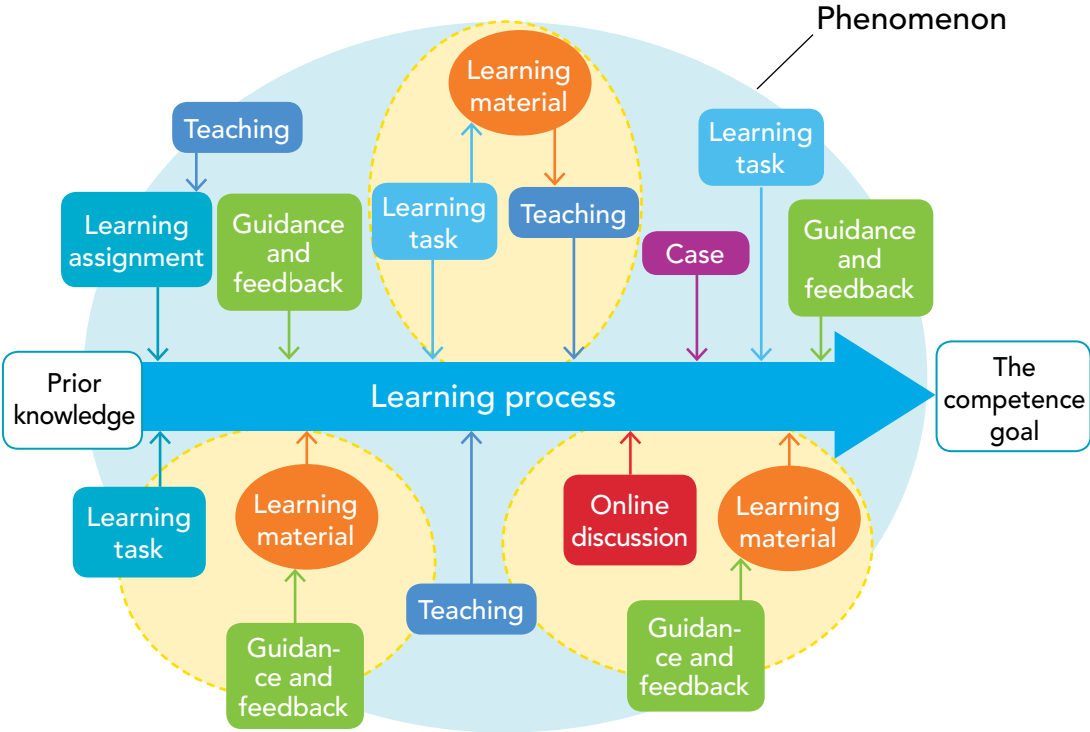 Phenomenon
Learning
material
Teaching
Learning
task
Learning
assignment
Guidance
and
feedback
Learning
task
Teaching
Case
Guidance
and
feedback
Prior
knowledge
Learning process
The
competence
goal
Learning
task
Learning
material
Online
discussion
Learning
material
Teaching
Guidan-
ce and
feedback
Guidan-
ce and
feedback